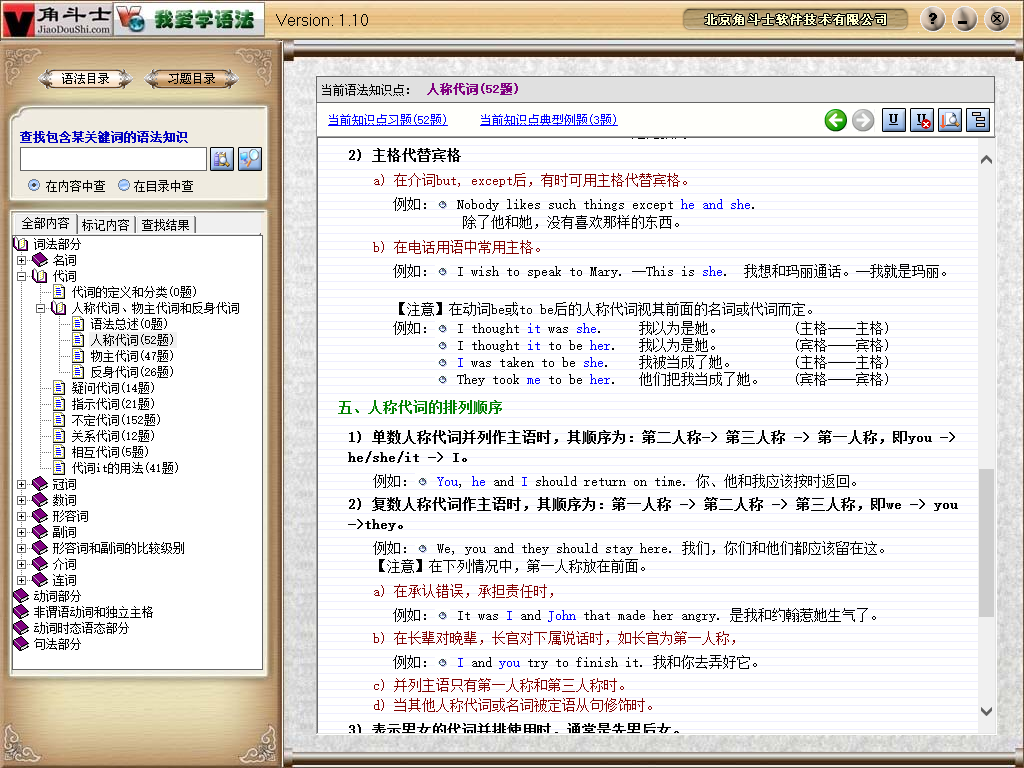 角斗士
JiaoDouShi.com
我爱学语法
Version: 1.10
北京角斗士软件技术有限公司
语法目录
习题目录
查找包含某关键词的语法知识
在内容中查
在目录中查
全部内容
标记内容
查找结果
词法部分
名词
代词
代词的定义和分类(0题)
人称代词、物主代词和反身代词
语法总述(0题)
人称代词(52题)
物主代词(47题)
反身代词(26题)
疑问代词(14题)
指示代词(21题)
不定代词(152题)
关系代词(12题)
相互代词(5题)
代词it的用法(41题)
冠词
数词
形容词
副词
形容词和副词的比较级别
介词
连词
动词部分
非谓语动词和独立主格
动词时态语态部分
句法部分
当前语法知识点: 人称代词(52题)
当前知识点习题(52题) 当前知识点典型例题(3题)
2) 主格代替宾格
a) 在介词but, except后，有时可用主格代替宾格。
例如: Nobody likes such things except he and she.
除了他和她，没有喜欢那样的东西。
b) 在电话用语中常用主格。
例如: I wish to speak to Mary. —This is she. 我想和玛丽通话。—我就是玛丽。
【注意】在动词be或to be后的人称代词视其前面的名词或代词而定。
例如: I thought it was she. 我以为是她。 (主格——主格)
I thought it to be her. 我以为是她。 (宾格——宾格)
I was taken to be she. 我被当成了她。 (主格——主格)
They took me to be her. 他们把我当成了她。 (宾格——宾格)
五、人称代词的排列顺序
1) 单数人称代词并列作主语时，其顺序为: 第二人称-> 第三人称 -> 第一人称，即you ->
he/she/it -> I。
例如: You, he and I should return on time. 你、他和我应该按时返回。
2) 复数人称代词作主语时，其顺序为: 第一人称 -> 第二人称 -> 第三人称，即we -> you
->they。
例如: We, you and they should stay here. 我们，你们和他们都应该留在这。
【注意】在下列情况中，第一人称放在前面。
a) 在承认错误，承担责任时，
例如: It was I and John that made her angry. 是我和约翰惹她生气了。
b) 在长辈对晚辈，长官对下属说话时，如长官为第一人称，
例如: I and you try to finish it. 我和你去弄好它。
c) 并列主语只有第一人称和第三人称时。
d) 当其他人称代词或名词被定语从句修饰时。
3) 表示男女的代词并排使用时，通常是先男后女。